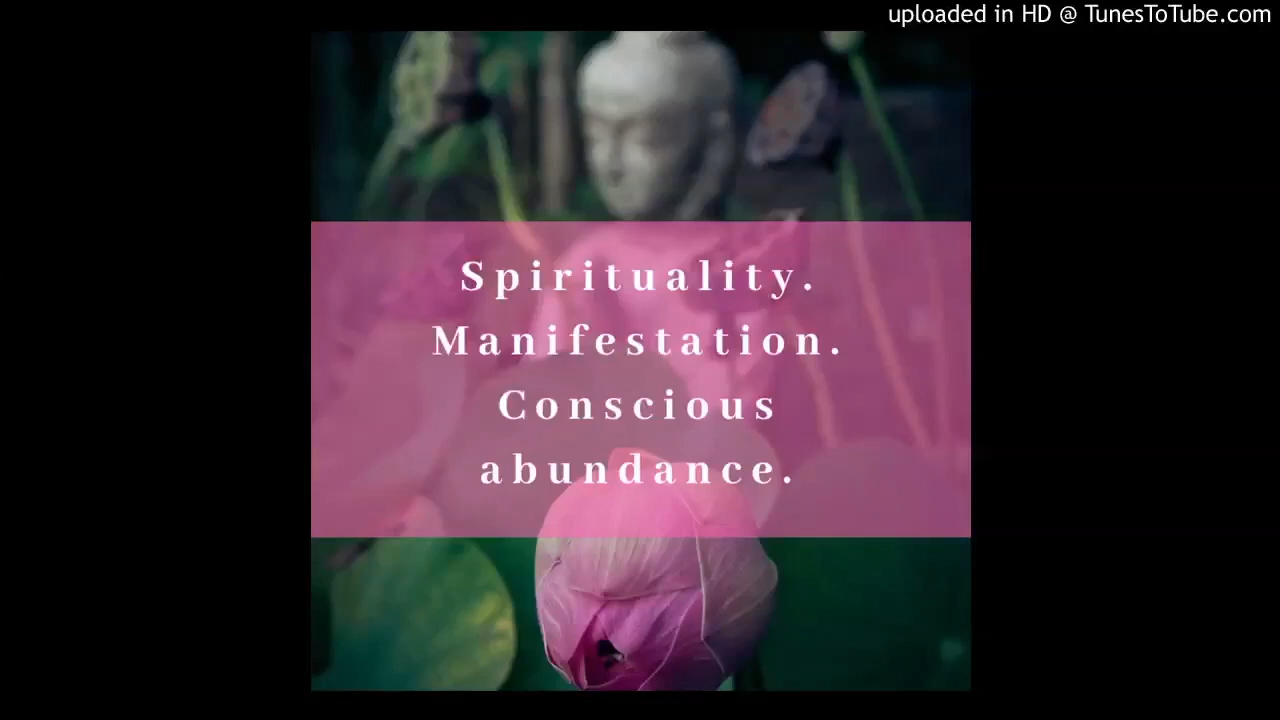 uploaded in HD @ TunesToTube.com
Spirituality.
Manifestation.
Conscious
abundance.